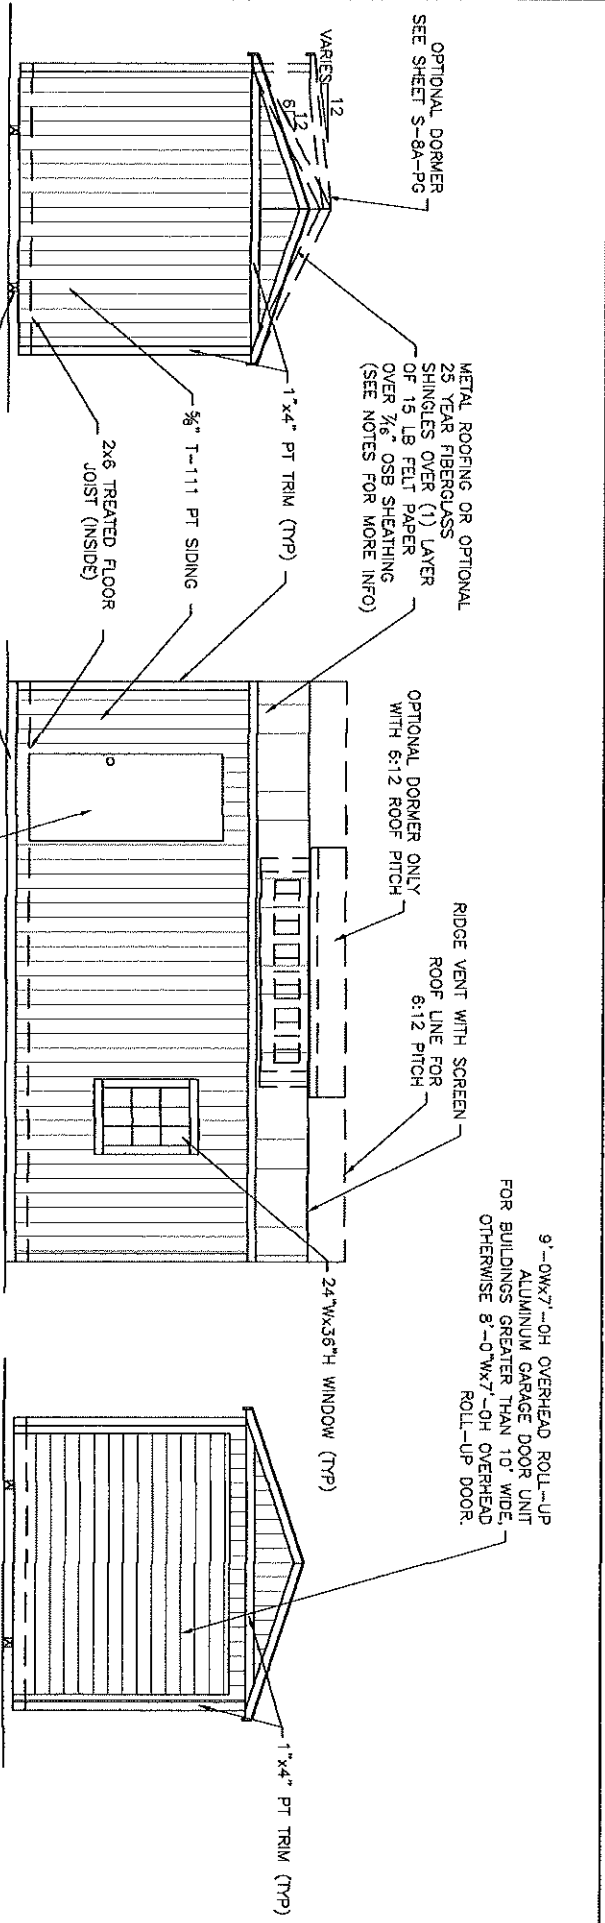 OPTIONAL DORMER
SEE SHEET S-8A-PG
VARIES
12
6
12
METAL ROOFING OR OPTIONAL
25 YEAR FIBERGLASS
SHINGLES OVER (1) LAYER
OF 15 LB FELT PAPER
OVER 7/16" OSB SHEATHING
(SEE NOTES FOR MORE INFO)
1"x4" PT TRIM (TYP)
5/8" T-111 PT SIDING
2x6 TREATED FLOOR
JOIST (INSIDE)
OPTIONAL DORMER ONLY
WITH 6:12 ROOF PITCH
RIDGE VENT WITH SCREEN
ROOF LINE FOR
6:12 PITCH
24"Wx36"H WINDOW (TYP)
9'-0Wx7'-0H OVERHEAD ROLL-UP
ALUMINUM GARAGE DOOR UNIT
FOR BUILDINGS GREATER THAN 10' WIDE,
OTHERWISE 8'-0"Wx7'-0H OVERHEAD
ROLL-UP DOOR.
1"x4" PT TRIM (TYP)